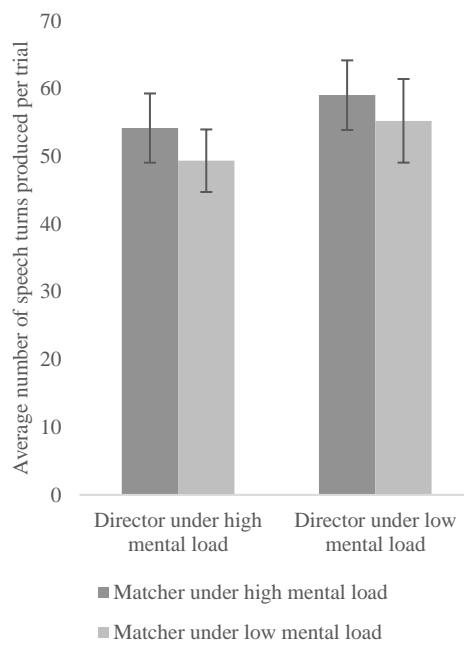 Average number of speech turns produced per trial
70
60
50
40
30
20
10
0
Director under high
mental load
Director under low
mental load
Matcher under high mental load
Matcher under low mental load